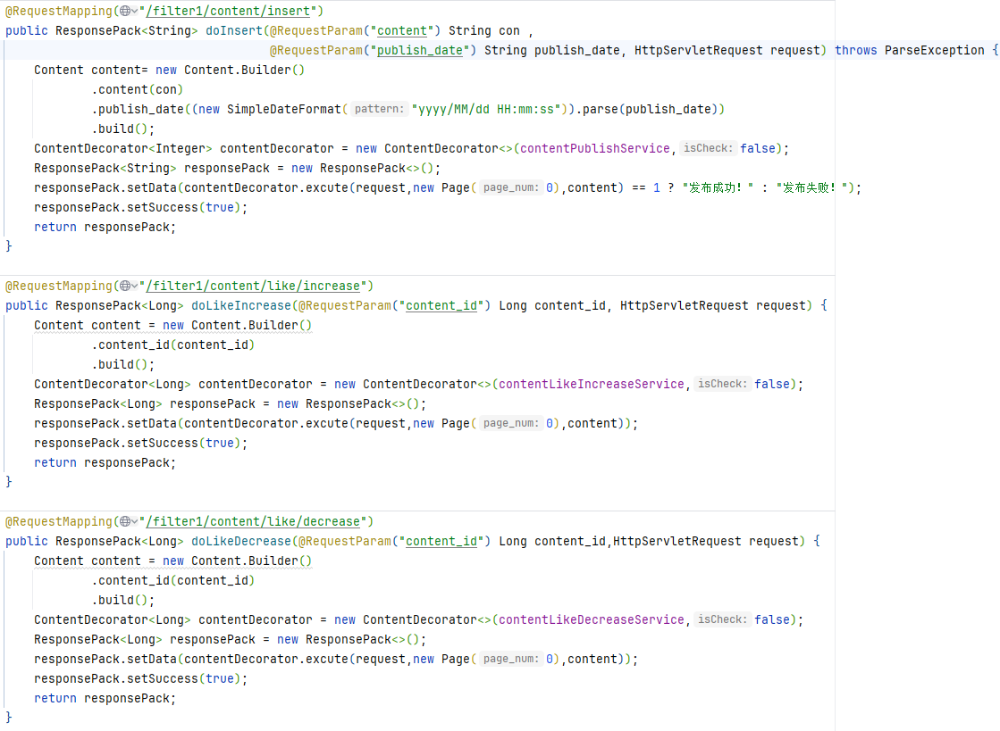 @RequestMapping("/filter1/content/insert")
public ResponsePack<String> doInsert(@RequestParam("content") String con ,
@RequestParam("publish_date") String publish_date, HttpServletRequest request) throws ParseException {
Content content= new Content.Builder()
.content(con)
.publish_date((new SimpleDateFormat( pattern: "yyyy/MM/dd HH:mm:ss")).parse(publish_date))
.build();
ContentDecorator<Integer> contentDecorator = new ContentDecorator<>(contentPublishService, isCheck: false);
ResponsePack<String> responsePack = new ResponsePack<>();
responsePack.setData(contentDecorator.excute(request,new Page( page_num: 0),content) == 1 ? "发布成功！" : "发布失败！");
responsePack.setSuccess(true);
return responsePack;
}
@RequestMapping("/filter1/content/like/increase")
public ResponsePack<Long> doLikeIncrease(@RequestParam("content_id") Long content_id, HttpServletRequest request) {
Content content = new Content.Builder()
.content_id(content_id)
.build();
ContentDecorator<Long> contentDecorator = new ContentDecorator<>(contentLikeIncreaseService, isCheck: false);
ResponsePack<Long> responsePack = new ResponsePack<>();
responsePack.setData(contentDecorator.excute(request,new Page( page_num: 0),content));
responsePack.setSuccess(true);
return responsePack;
}
@RequestMapping("/filter1/content/like/decrease")
public ResponsePack<Long> doLikeDecrease(@RequestParam("content_id") Long content_id,HttpServletRequest request) {
Content content = new Content.Builder()
.content_id(content_id)
.build();
ContentDecorator<Long> contentDecorator = new ContentDecorator<>(contentLikeDecreaseService, isCheck: false);
ResponsePack<Long> responsePack = new ResponsePack<>();
responsePack.setData(contentDecorator.excute(request,new Page( page_num: 0),content));
responsePack.setSuccess(true);
return responsePack;
}